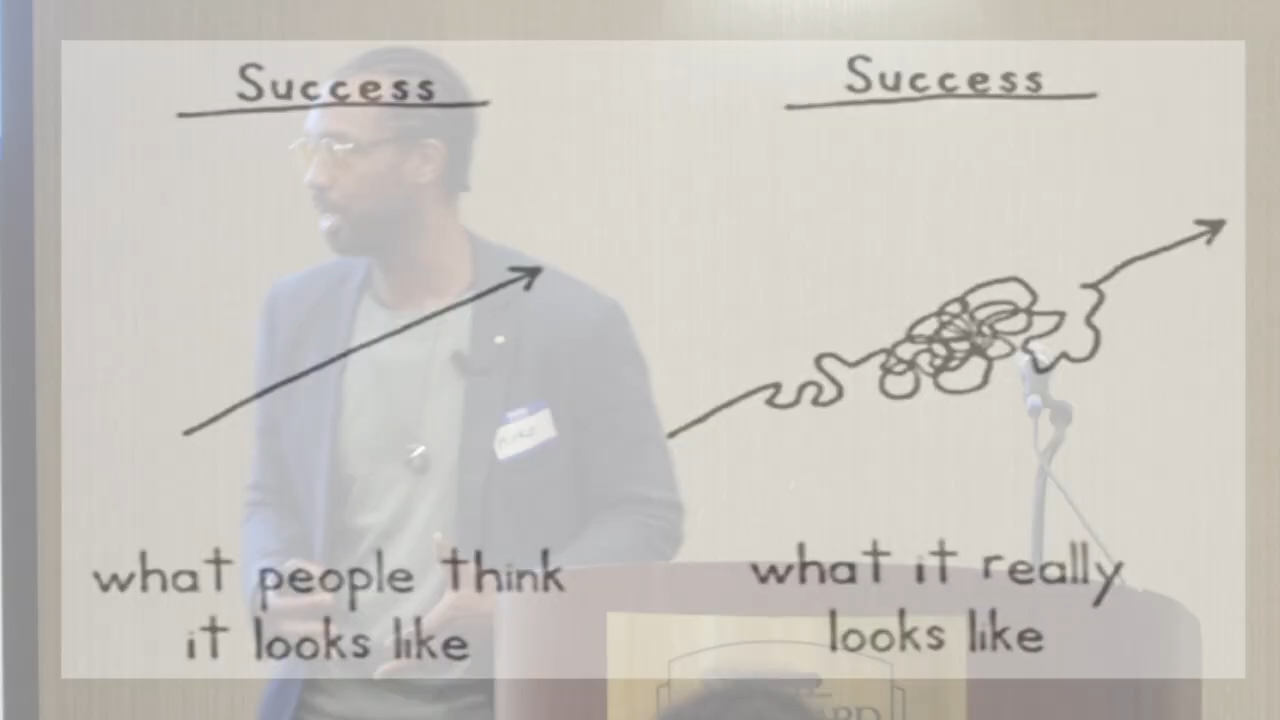 Success
what people think
it looks like
Success
what it really
looks like